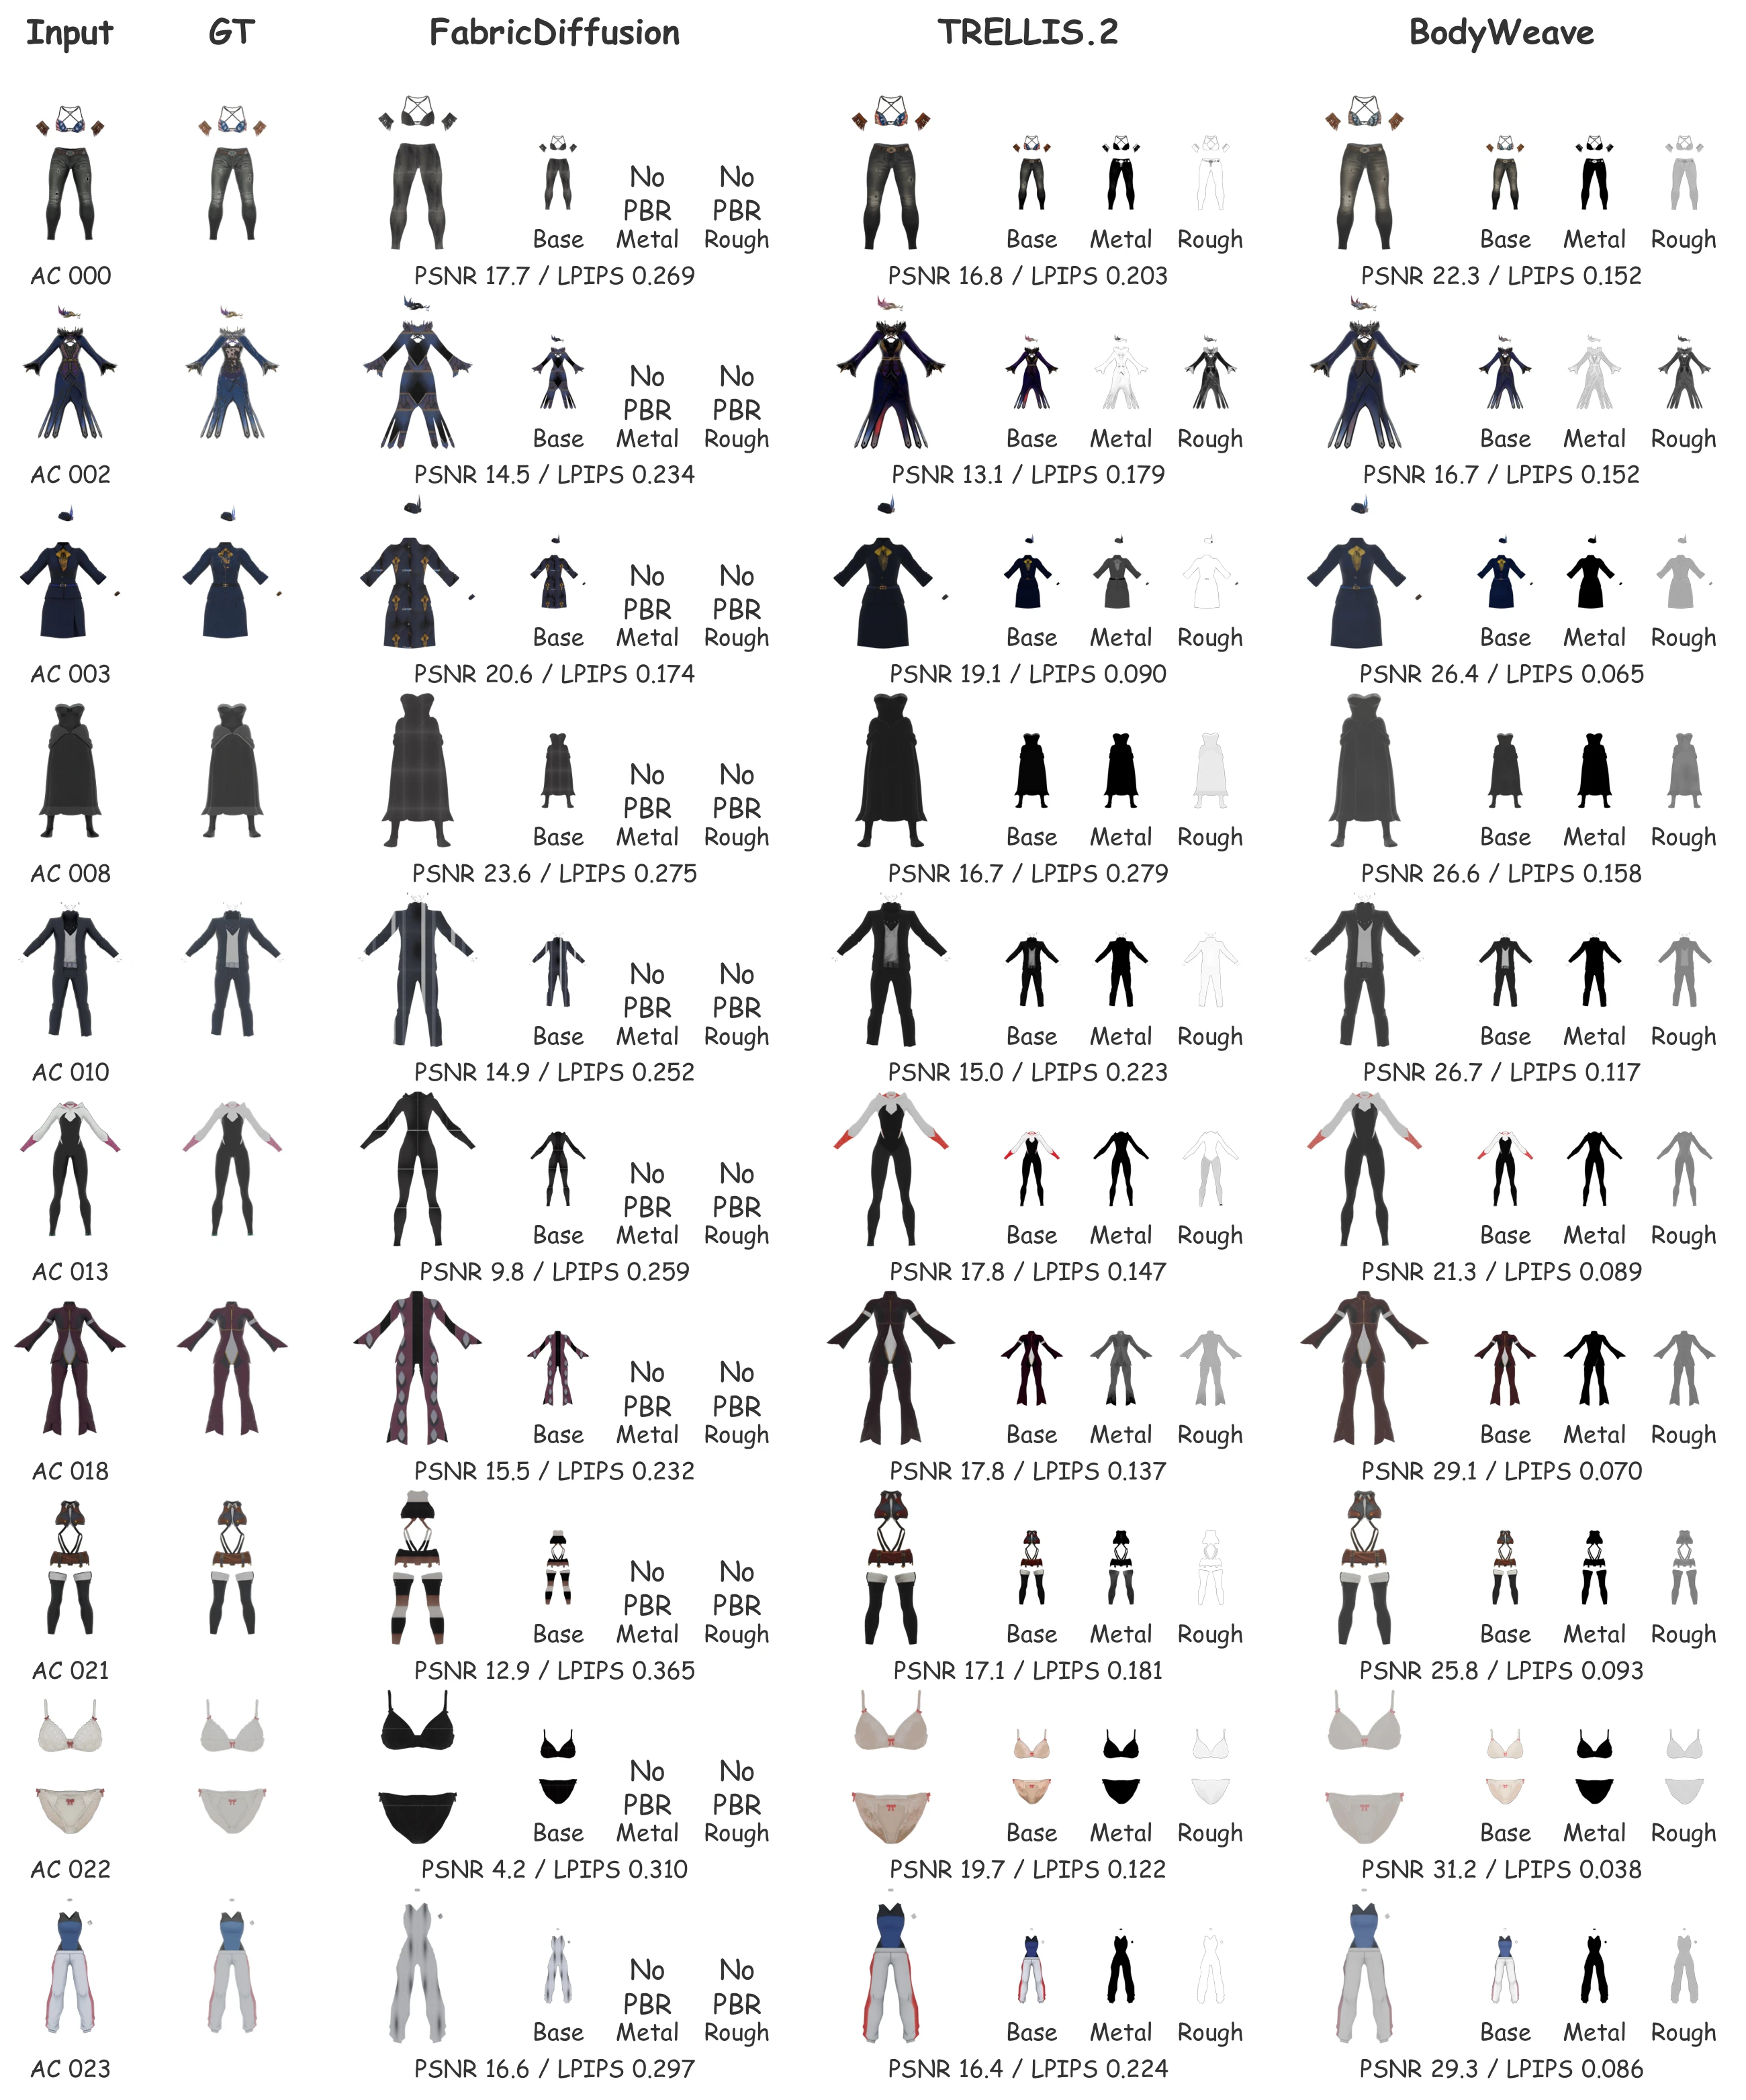 Input GT FabricDiffusion TRELLIS.2 BodyWeave
No No
PBR PBR
Base Metal Rough Base Metal Rough Base Metal Rough
AC 000 PSNR 17.7 / LPIPS 0.269 PSNR 16.8 / LPIPS 0.203 PSNR 22.3 / LPIPS 0.152
No No
PBR PBR
Base Metal Rough Base Metal Rough Base Metal Rough
AC 002 PSNR 14.5 / LPIPS 0.234 PSNR 13.1 / LPIPS 0.179 PSNR 16.7 / LPIPS 0.152
No No
PBR PBR
Base Metal Rough Base Metal Rough Base Metal Rough
AC 003 PSNR 20.6 / LPIPS 0.174 PSNR 19.1 / LPIPS 0.090 PSNR 26.4 / LPIPS 0.065
No No
PBR PBR
Base Metal Rough Base Metal Rough Base Metal Rough
AC 008 PSNR 23.6 / LPIPS 0.275 PSNR 16.7 / LPIPS 0.279 PSNR 26.6 / LPIPS 0.158
No No
PBR PBR
Base Metal Rough Base Metal Rough Base Metal Rough
AC 010 PSNR 14.9 / LPIPS 0.252 PSNR 15.0 / LPIPS 0.223 PSNR 26.7 / LPIPS 0.117
No No
PBR PBR
Base Metal Rough Base Metal Rough Base Metal Rough
AC 013 PSNR 9.8 / LPIPS 0.259 PSNR 17.8 / LPIPS 0.147 PSNR 21.3 / LPIPS 0.089
No No
PBR PBR
Base Metal Rough Base Metal Rough Base Metal Rough
AC 018 PSNR 15.5 / LPIPS 0.232 PSNR 17.8 / LPIPS 0.137 PSNR 29.1 / LPIPS 0.070
No No
PBR PBR
Base Metal Rough Base Metal Rough Base Metal Rough
AC 021 PSNR 12.9 / LPIPS 0.365 PSNR 17.1 / LPIPS 0.181 PSNR 25.8 / LPIPS 0.093
No No
PBR PBR
Base Metal Rough Base Metal Rough Base Metal Rough
AC 022 PSNR 4.2 / LPIPS 0.310 PSNR 19.7 / LPIPS 0.122 PSNR 31.2 / LPIPS 0.038
No No
PBR PBR
Base Metal Rough Base Metal Rough Base Metal Rough
AC 023 PSNR 16.6 / LPIPS 0.297 PSNR 16.4 / LPIPS 0.224 PSNR 29.3 / LPIPS 0.086